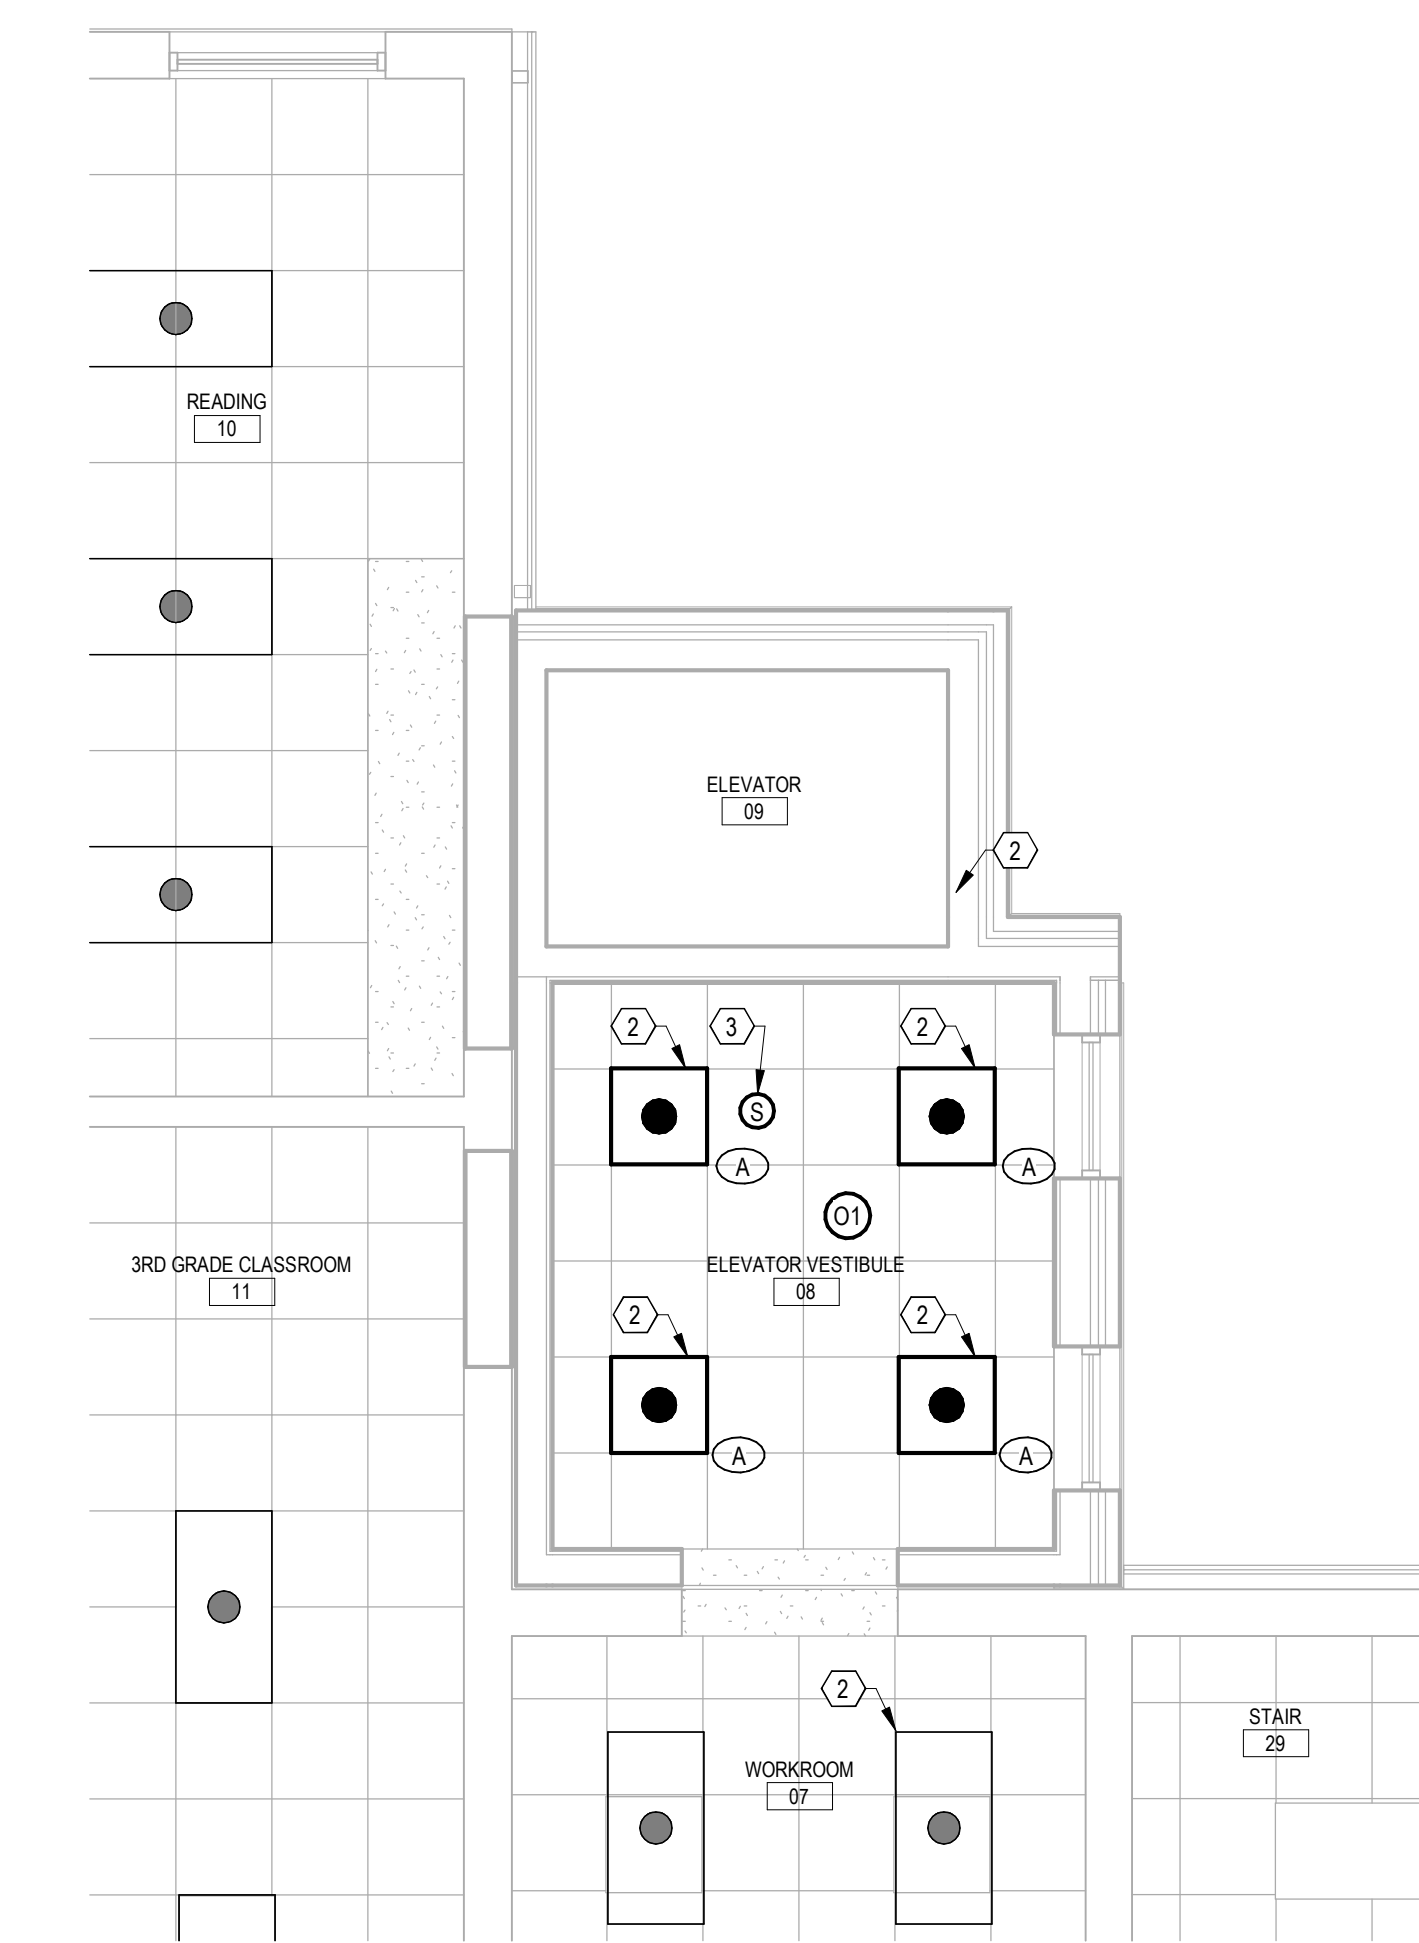 READING
10
ELEVATOR
09
2
2
3
2
S
A
A
O1
3RD GRADE CLASSROOM
11
ELEVATOR VESTIBULE
08
2
2
A
A
2
STAIR
29
WORKROOM
07